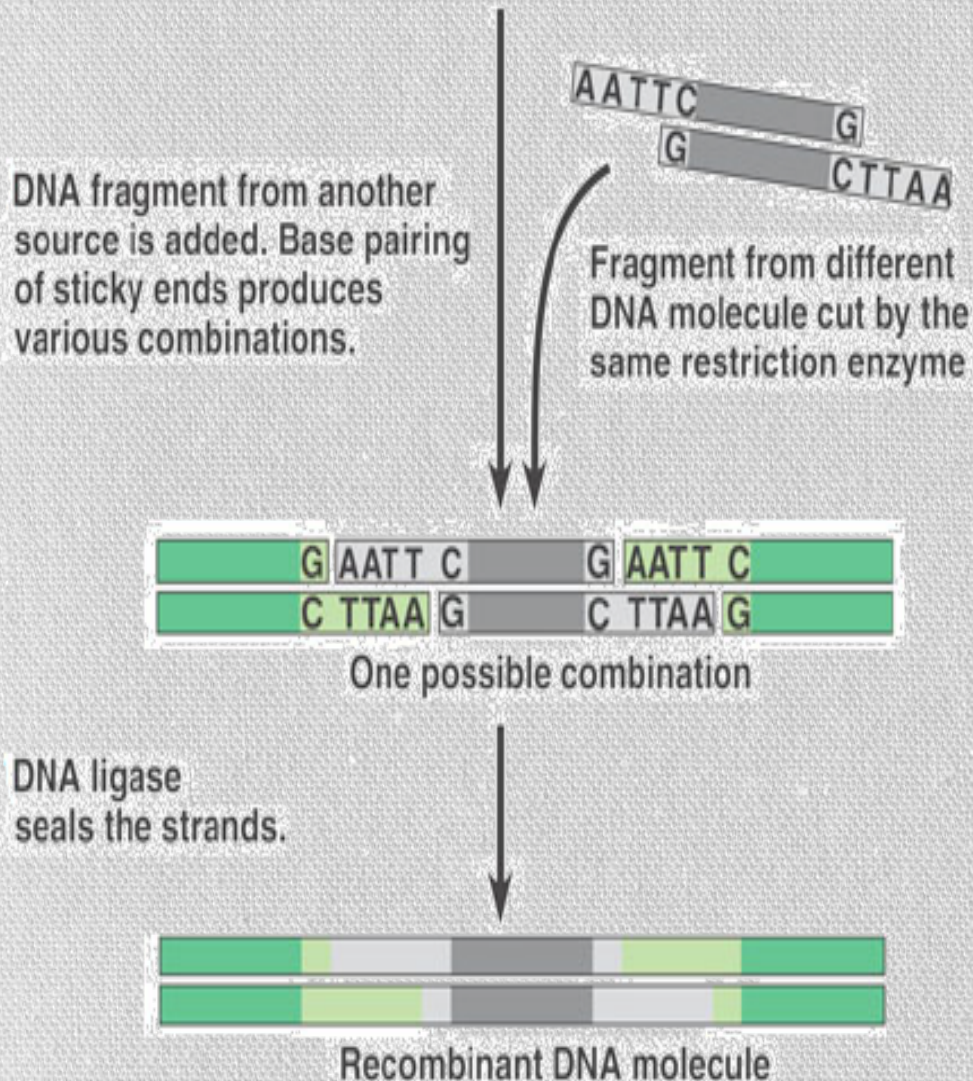 AATTC G
G CTTAA
DNA fragment from another
source is added. Base pairing
of sticky ends produces
various combinations.
Fragment from different
DNA molecule cut by the
same restriction enzyme
G AATT C G AATT C
C TTAA G C TTAA G
One possible combination
DNA ligase
seals the strands.
Recombinant DNA molecule